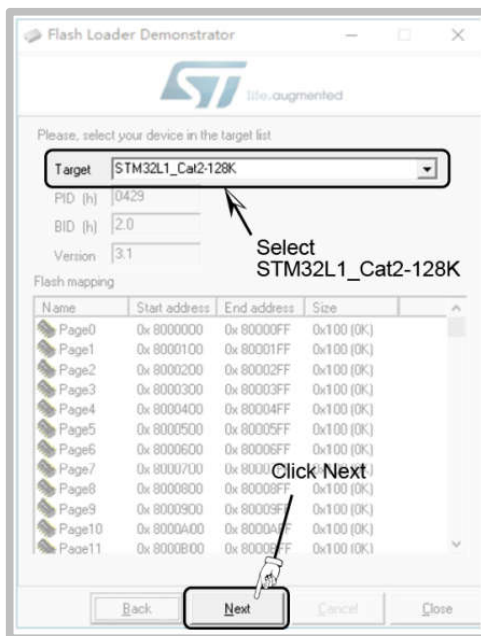 Flash Loader Demonstrator
life.augmented
Please, select your device in the target list
Target STM32L1_Cat2-128K
PID (h) 0429
BID (h) 2.0
Version 3.1
Select
STM32L1_Cat2-128K
Flash mapping
Name Start address End address Size
Page0 0x 8000000 0x 80000FF 0x100 (0K)
Page1 0x 8000100 0x 80001FF 0x100 (0K)
Page2 0x 8000200 0x 80002FF 0x100 (0K)
Page3 0x 8000300 0x 80003FF 0x100 (0K)
Page4 0x 8000400 0x 80004FF 0x100 (0K)
Page5 0x 8000500 0x 80005FF 0x100 (0K)
Page6 0x 8000600 0x 80006FF 0x100 (0K)
Page7 0x 8000700 0x100 (0K)
Click Next
Page8 0x 8000800 0x 80008FF 0x100 (0K)
Page9 0x 8000900 0x 80009FF 0x100 (0K)
Page10 0x 8000A00 0x100 (0K)
Page11 0x 8000B00 0x100 (0K)
Back Next Cancel Close